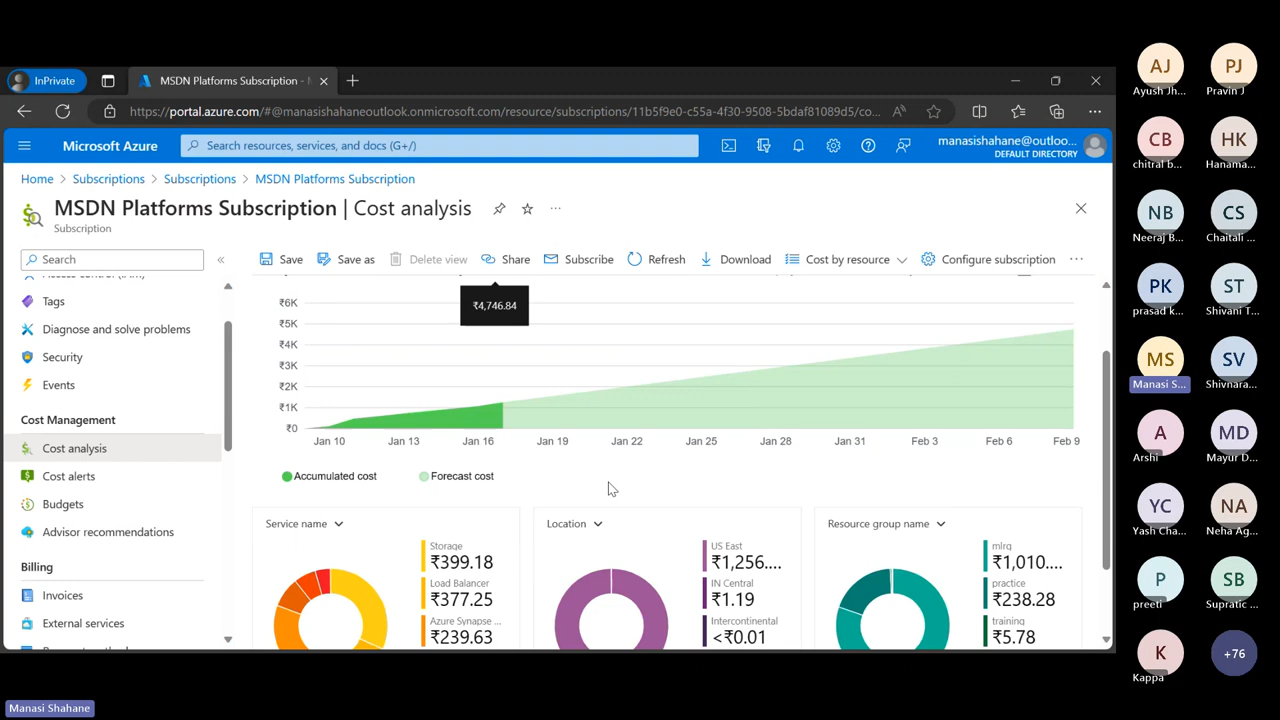 InPrivate
MSDN Platforms Subscription -
https://portal.azure.com/#@manasishahaneoutlook.onmicrosoft.com/resource/subscriptions/11b5f9e0-c55a-4f30-9508-5bdaf81089d5/co...
Microsoft Azure
Search resources, services, and docs (G+/)
manasishahane@outloo...
DEFAULT DIRECTORY
Home > Subscriptions > Subscriptions > MSDN Platforms Subscription
MSDN Platforms Subscription | Cost analysis
Subscription
Search
Save
Save as
Delete view
Share
Subscribe
Refresh
Download
Cost by resource
Configure subscription
Tags
Diagnose and solve problems
Security
Events
Cost Management
Cost analysis
Cost alerts
Budgets
Advisor recommendations
Billing
Invoices
External services
₹4,746.84
₹6K
₹5K
₹4K
₹3K
₹2K
₹1K
₹0
Jan 10 Jan 13 Jan 16 Jan 19 Jan 22 Jan 25 Jan 28 Jan 31 Feb 3 Feb 6 Feb 9
Accumulated cost
Forecast cost
Service name
Storage
₹399.18
Load Balancer
₹377.25
Azure Synapse ...
₹239.63
Location
US East
₹1,256....
IN Central
₹1.19
Intercontinental
<₹0.01
Resource group name
mlrq
₹1,010....
practice
₹238.28
training
₹5.78
AJ
Ayush Jh...
PJ
Pravin J
CB
chitral b...
HK
Hanama...
NB
Neeraj B...
CS
Chaitali ...
PK
prasad k...
ST
Shivani T...
MS
Manasi S...
SV
Shivnara...
A
Arshi
MD
Mayur D...
YC
Yash Cha...
NA
Neha Ag...
P
preeti
SB
Supratic ...
K
Kappa
+76
Manasi Shahane